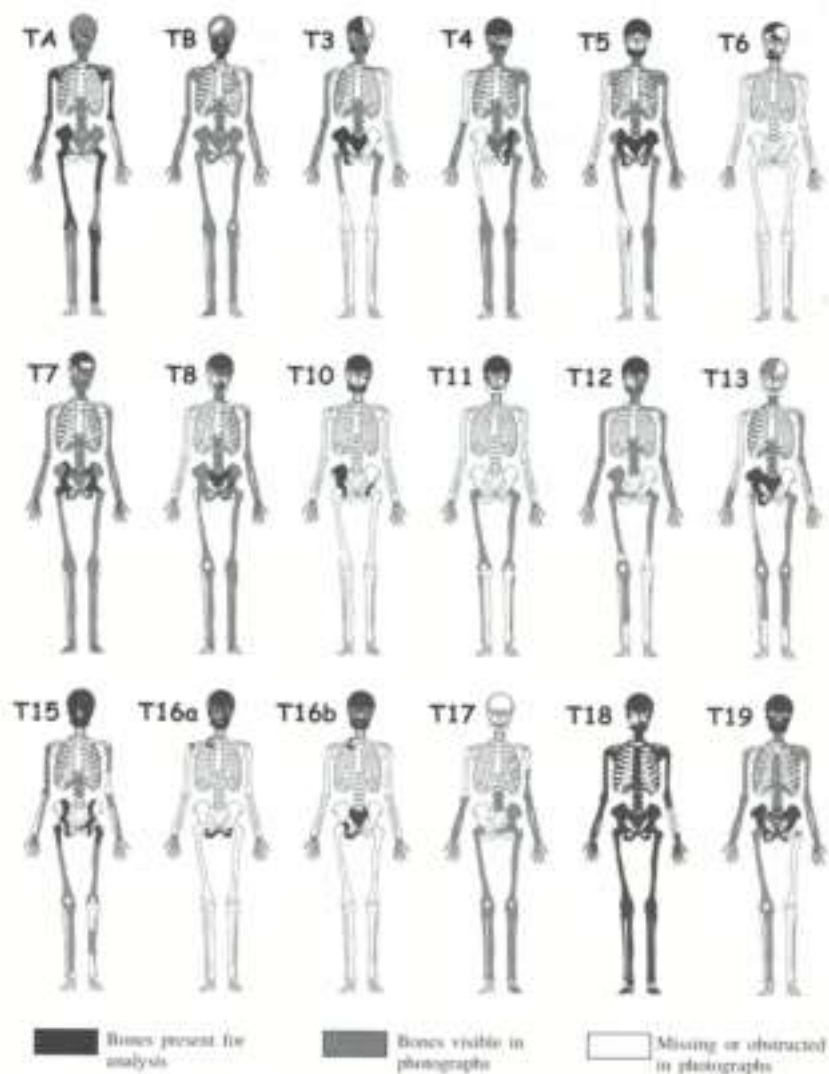 TA TB T3 T4 T5 T6
T7 T8 T10 T11 T12 T13
T15 T16a T16b T17 T18 T19
Bones present for analysis
Bones visible in photographs
Missing or obstructed in photographs